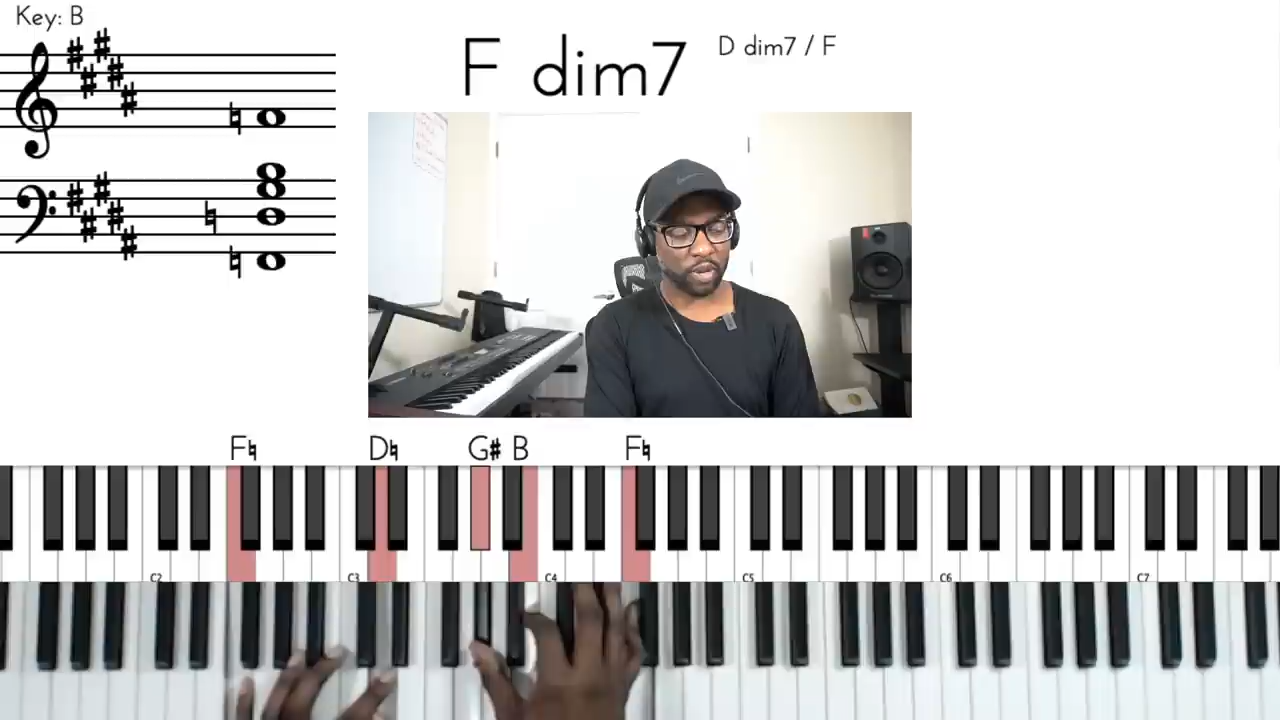 Key: B
F dim7
D dim7 / F
F♮ D♮ G♯ B F♮
C2 C3 C4 C5 C6 C7